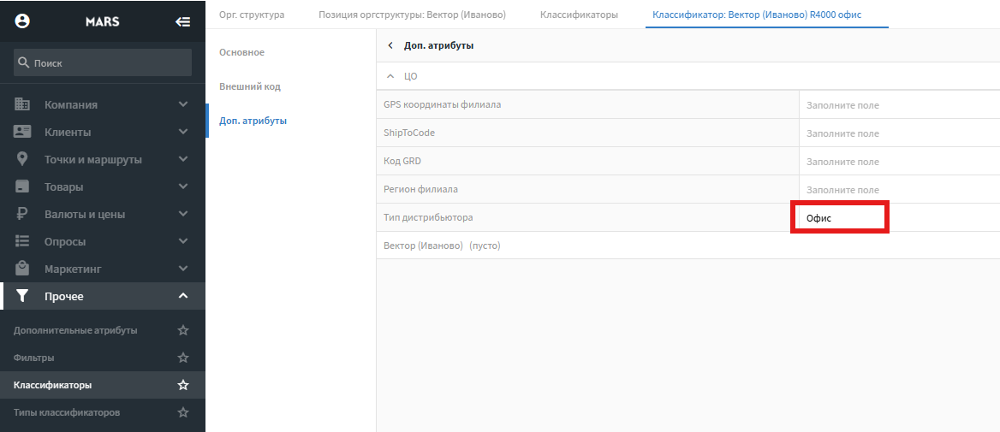 MARS
Поиск
Компания
Клиенты
Точки и маршруты
Товары
Валюты и цены
Опросы
Маркетинг
Прочее
Дополнительные атрибуты
Фильтры
Классификаторы
Типы классификаторов
Орг. структура Позиция оргструктуры: Вектор (Иваново) Классификаторы Классификатор: Вектор (Иваново) R4000 офис
Основное
Внешний код
Доп. атрибуты
Доп. атрибуты
ЦО
GPS координаты филиала Заполните поле
ShipToCode Заполните поле
Код GRD Заполните поле
Регион филиала Заполните поле
Тип дистрибьютора Офис
Вектор (Иваново) (пусто)